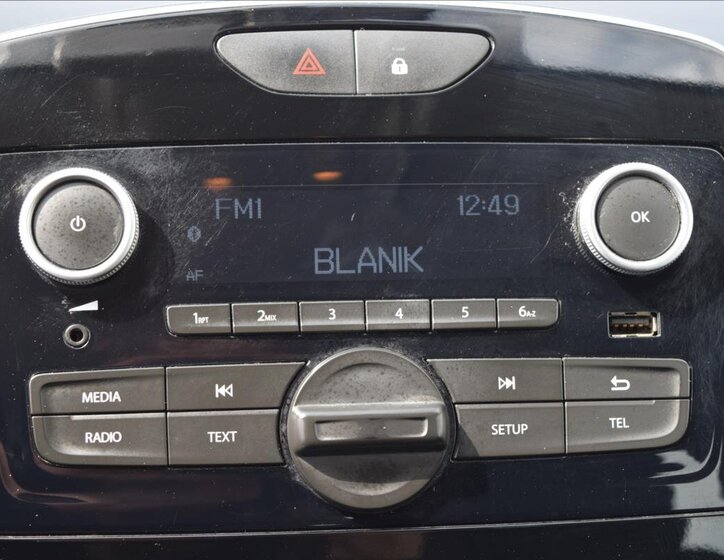 FM1 12:49
AF BLANIK
OK
1RPT 2MIX 3 4 5 6A-Z
MEDIA
RADIO TEXT SETUP TEL